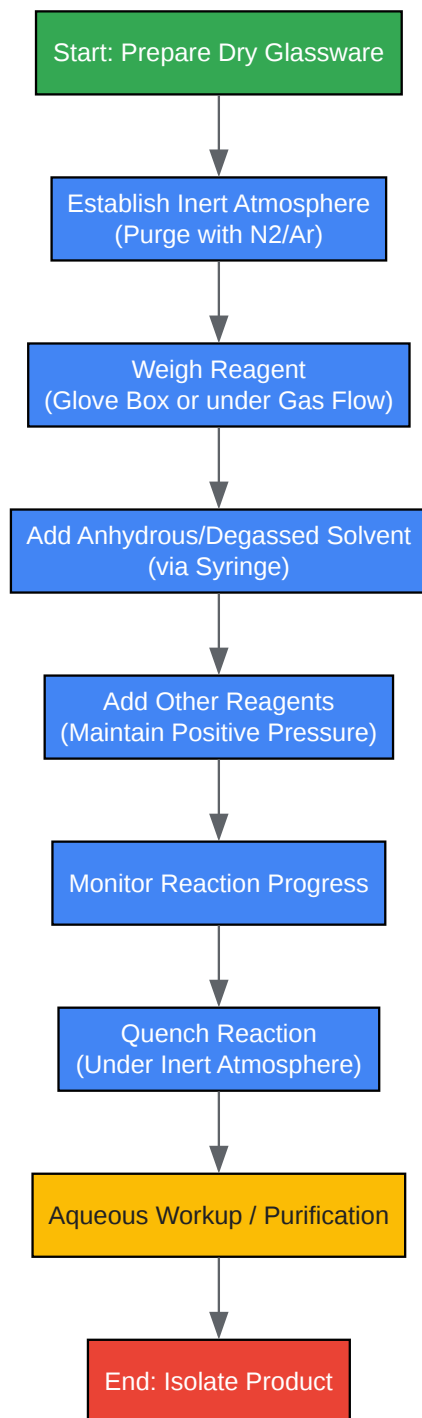 Start: Prepare Dry Glassware
Establish Inert Atmosphere
(Purge with N2/Ar)
Weigh Reagent
(Glove Box or under Gas Flow)
Add Anhydrous/Degassed Solvent
(via Syringe)
Add Other Reagents
(Maintain Positive Pressure)
Monitor Reaction Progress
Quench Reaction
(Under Inert Atmosphere)
Aqueous Workup / Purification
End: Isolate Product